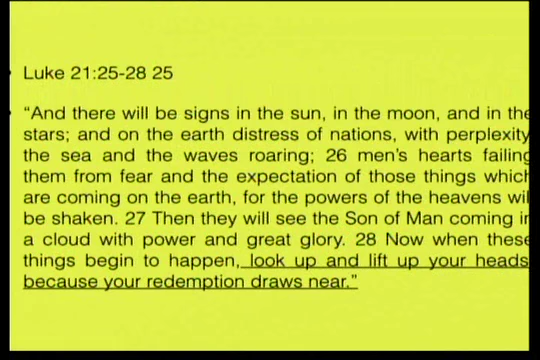 Luke 21:25-28 25
“And there will be signs in the sun, in the moon, and in the
stars; and on the earth distress of nations, with perplexity
the sea and the waves roaring; 26 men’s hearts failing
them from fear and the expectation of those things which
are coming on the earth, for the powers of the heavens wil
be shaken. 27 Then they will see the Son of Man coming in
a cloud with power and great glory. 28 Now when these
things begin to happen, look up and lift up your heads
because your redemption draws near.”